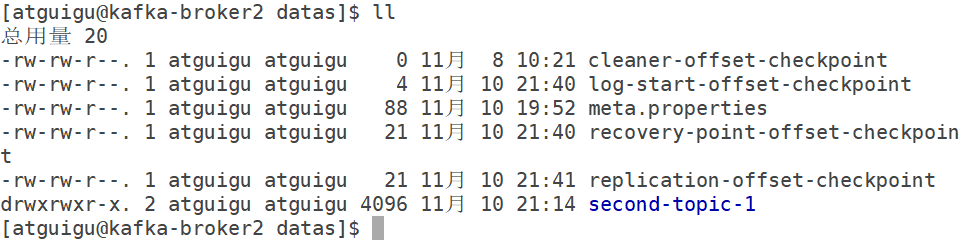 [atguigu@kafka-broker2 datas]$ ll
总用量 20
-rw-rw-r--. 1 atguigu atguigu    0 11月  8 10:21 cleaner-offset-checkpoint
-rw-rw-r--. 1 atguigu atguigu    4 11月 10 21:40 log-start-offset-checkpoint
-rw-rw-r--. 1 atguigu atguigu   88 11月 10 19:52 meta.properties
-rw-rw-r--. 1 atguigu atguigu   21 11月 10 21:40 recovery-point-offset-checkpoin
t
-rw-rw-r--. 1 atguigu atguigu   21 11月 10 21:41 replication-offset-checkpoint
drwxrwxr-x. 2 atguigu atguigu 4096 11月 10 21:14 second-topic-1
[atguigu@kafka-broker2 datas]$